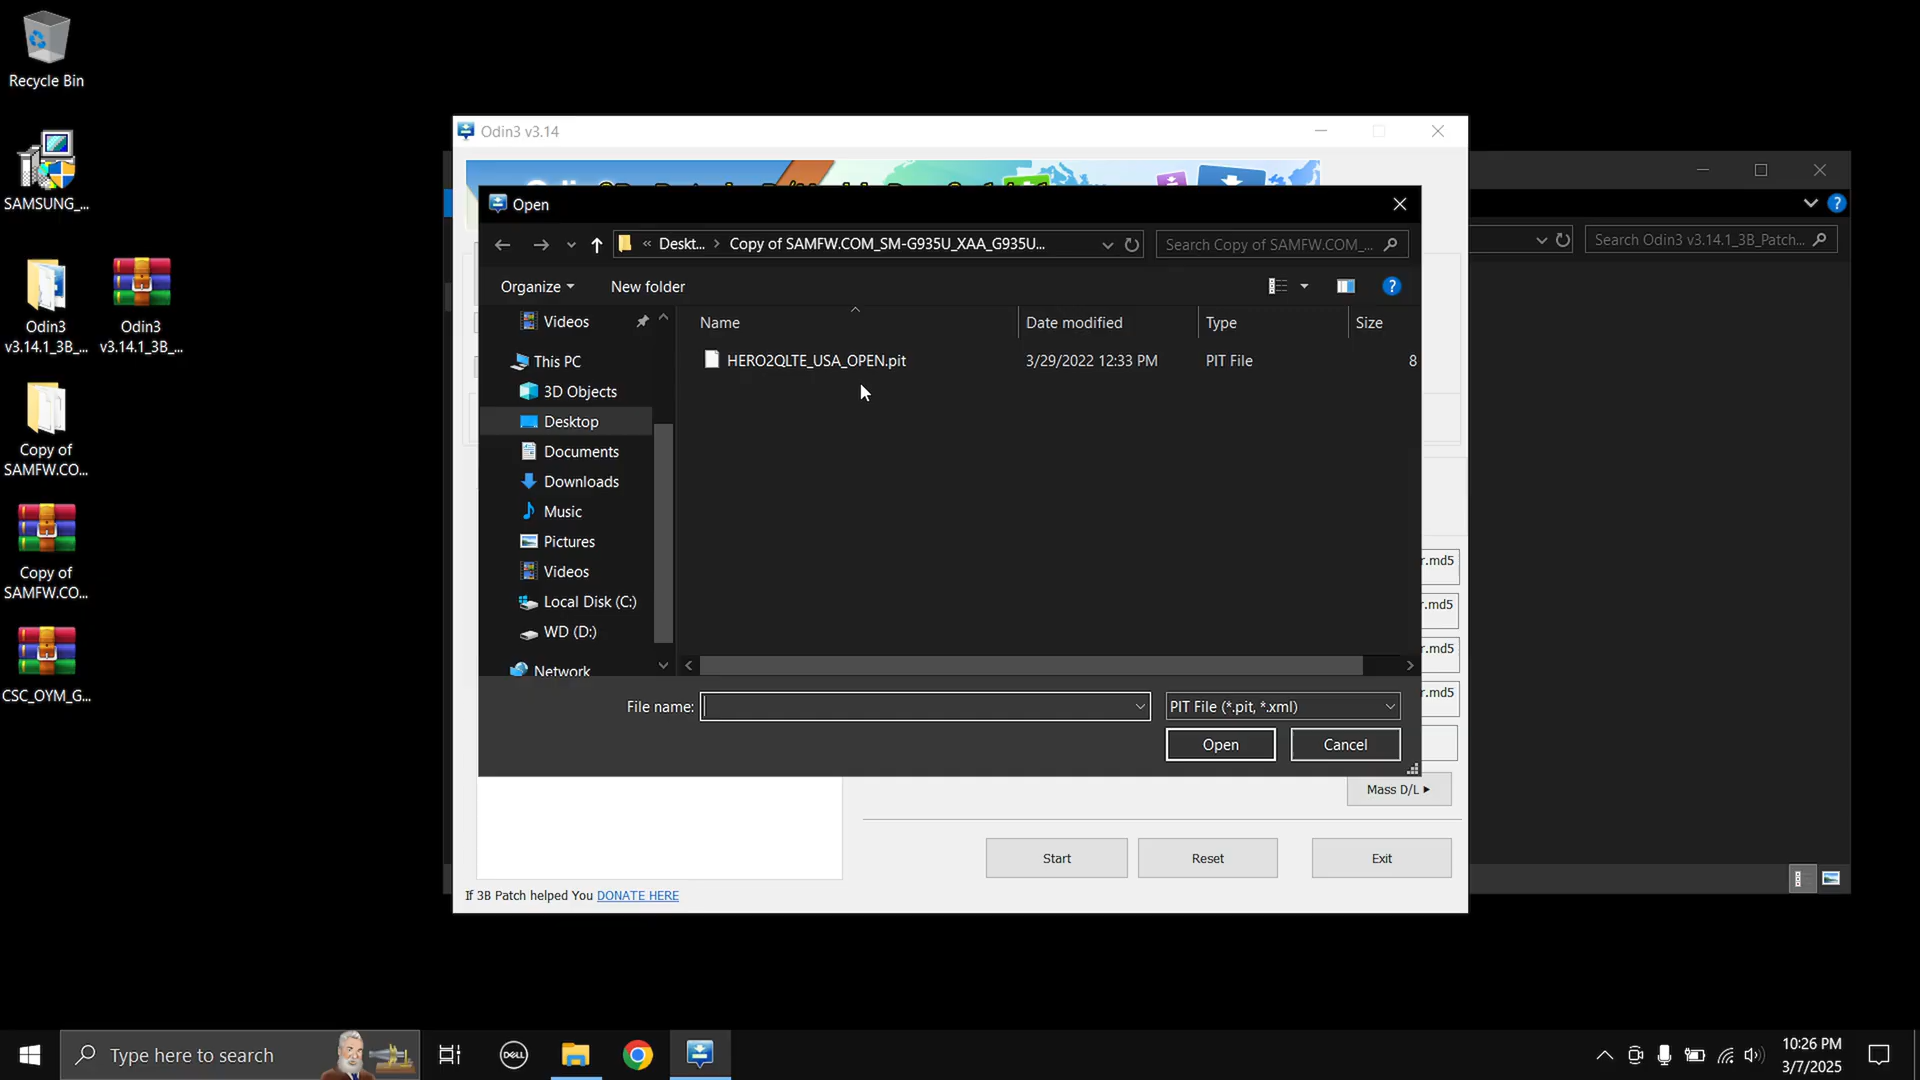 Recycle Bin
SAMSUNG_...
Odin3
v3.14.1_3B_...
Odin3
v3.14.1_3B_...
Copy of
SAMFW.CO...
Copy of
SAMFW.CO...
CSC_OYM_G...
Odin3 v3.14
Open
« Deskt... › Copy of SAMFW.COM_SM-G935U_XAA_G935U...
Search Copy of SAMFW.COM_...
Search Odin3 v3.14.1_3B_Patch...
Organize
New folder
Name
Date modified
Type
Size
HERO2QLTE_USA_OPEN.pit
3/29/2022 12:33 PM
PIT File
8
Videos
This PC
3D Objects
Desktop
Documents
Downloads
Music
Pictures
Videos
Local Disk (C:)
WD (D:)
Network
r.md5
r.md5
r.md5
r.md5
File name:
PIT File (*.pit, *.xml)
Open
Cancel
Mass D/L
Start
Reset
Exit
If 3B Patch helped You DONATE HERE
Type here to search
DELL
10:26 PM
3/7/2025